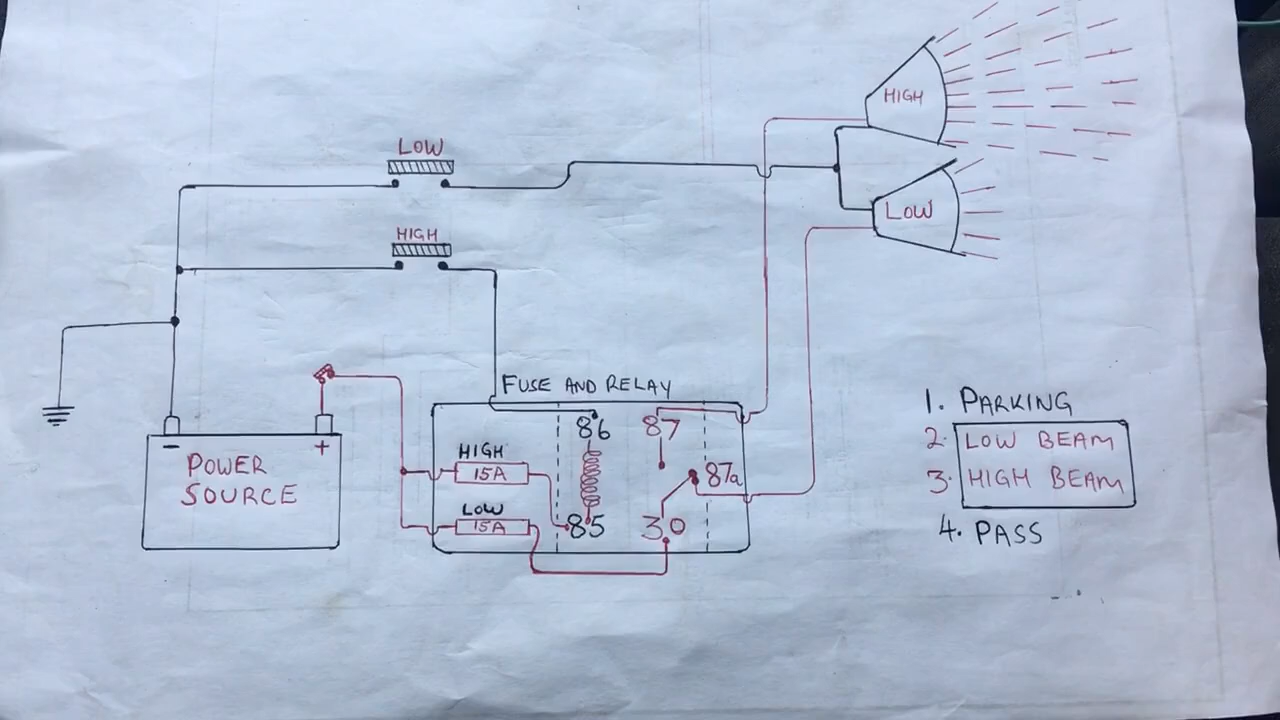 HIGH
LOW
LOW
HIGH
FUSE AND RELAY
86
87
HIGH
15A
87a
LOW
15A
85
30
-
+
POWER
SOURCE
1. PARKING
2. LOW BEAM
3. HIGH BEAM
4. PASS